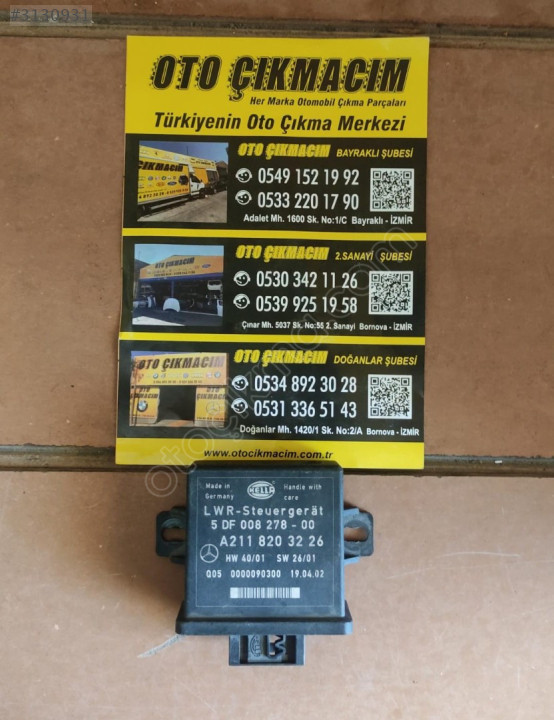 #3130931
OTO ÇIKMACIM
Her Marka Otomobil Çıkma Parçaları
Türkiyenin Oto Çıkma Merkezi
OTO ÇIKMACIM BAYRAKLI ŞUBESİ
0549 152 19 92
0533 220 17 90
Adalet Mh. 1600 Sk. No:1/C Bayraklı - İZMİR
OTO ÇIKMACIM 2.SANAYİ ŞUBESİ
0530 342 11 26
0539 925 19 58
Çınar Mh. 5037 Sk. No:55 2. Sanayi Bornova - İZMİR
OTO ÇIKMACIM
OTO ÇIKMACIM DOĞANLAR ŞUBESİ
0534 892 30 28
0531 336 51 43
Doğanlar Mh. 1420/1 Sk. No:2/A Bornova - İZMİR
www.otocikmacim.com.tr
Made in Germany
HELLA
Handle with care
LWR-Steuergerät
5 DF 008 278 - 00
A211 820 32 26
HW 40/01 SW 26/01
Q05 0000090300 19.04.02